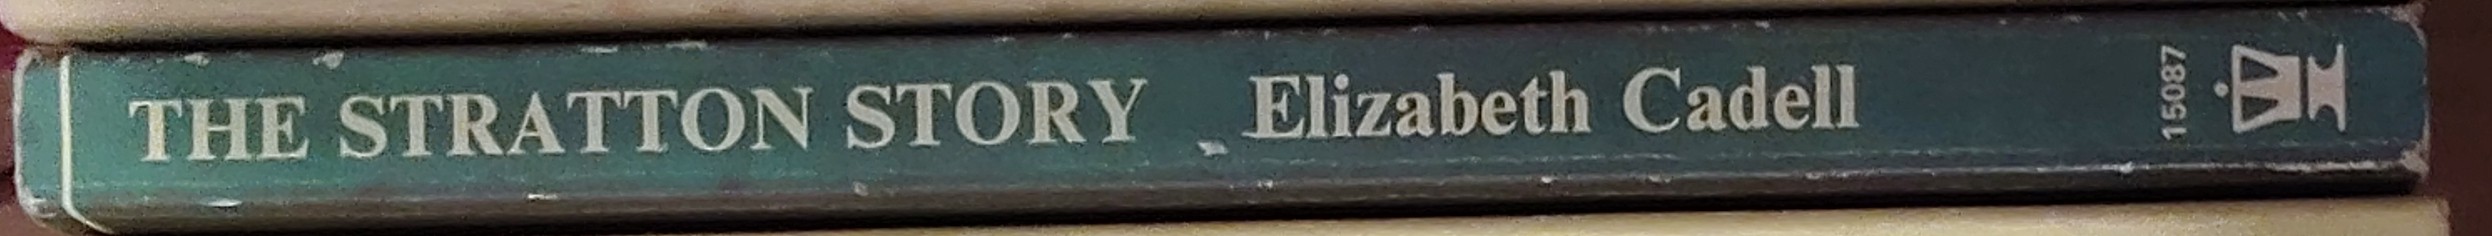 THE STRATTON STORY Elizabeth Cadell
15087